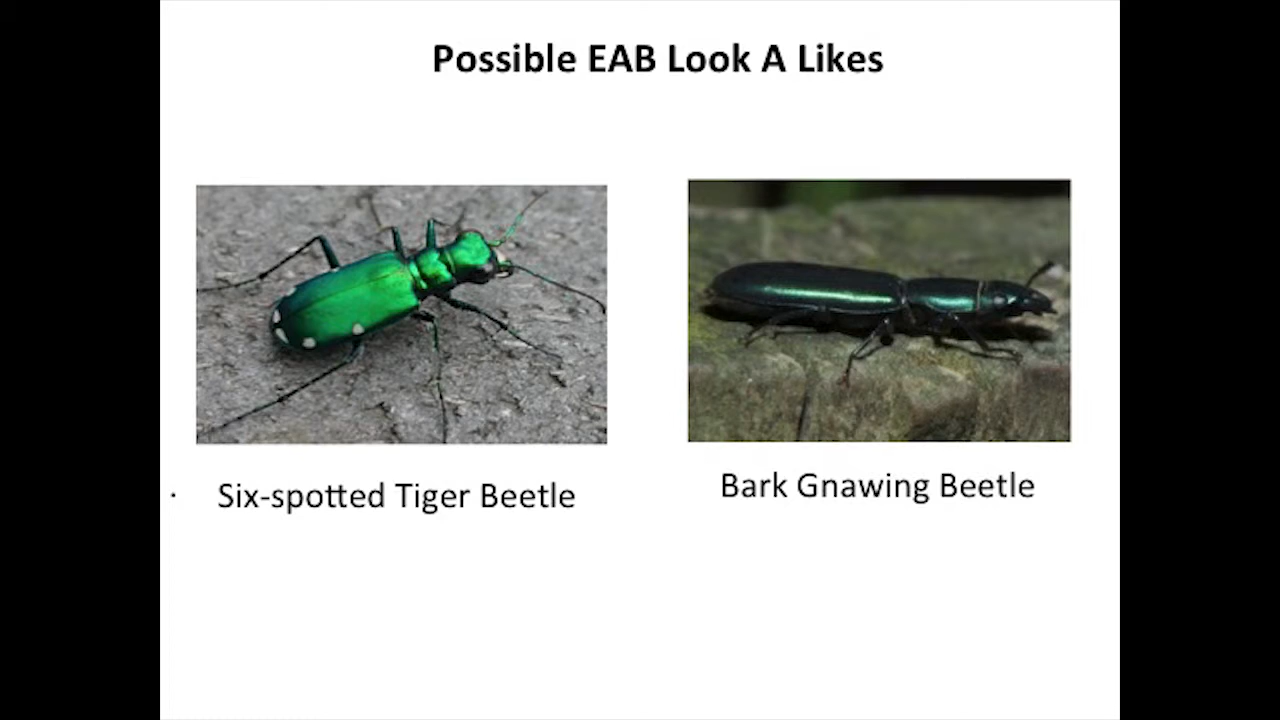 Possible EAB Look A Likes
· Six-spotted Tiger Beetle
Bark Gnawing Beetle